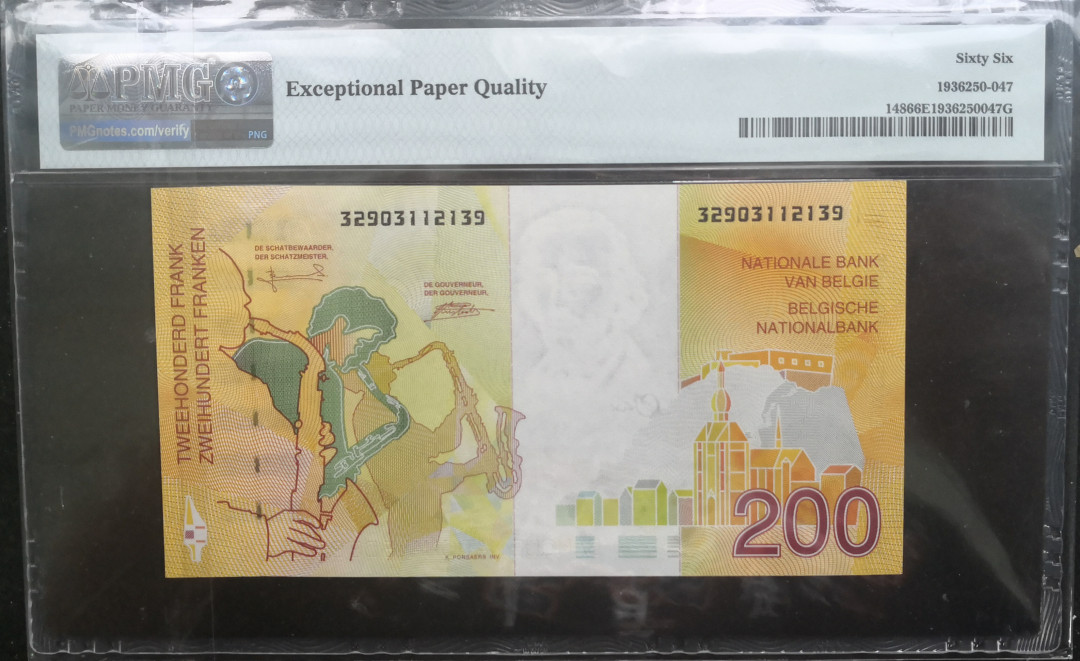 PMG
PAPER MONEY GUARANTY
PMGnotes.com/verify
PNG
Exceptional Paper Quality
Sixty Six
1936250-047
14866E1936250047G
32903112139
32903112139
DE SCHATBEWAARDER,
DER SCHATZMEISTER,
DE GOUVERNEUR,
DER GOUVERNEUR,
TWEEHONDERD FRANK
ZWEIHUNDERT FRANKEN
NATIONALE BANK
VAN BELGIE
BELGISCHE
NATIONALBANK
200